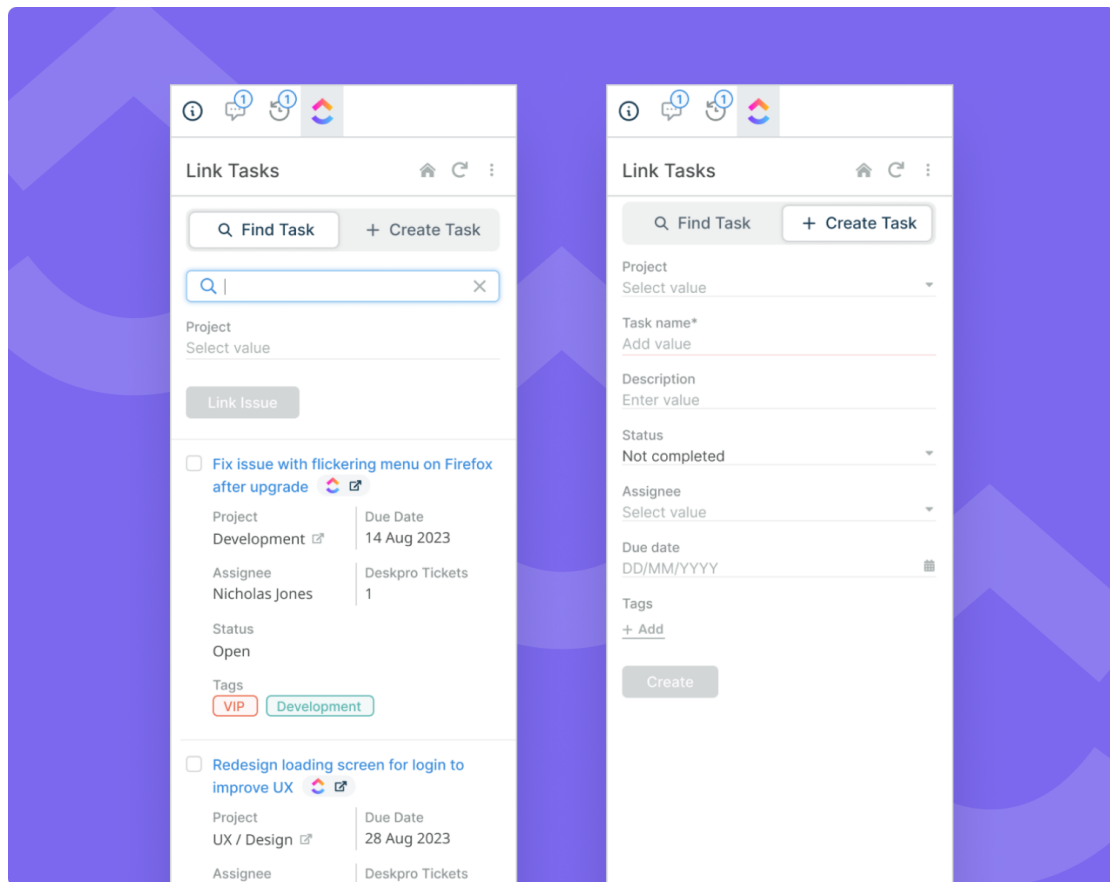 1
1
Link Tasks
Find Task
+ Create Task
Project
Select value
Link Issue
Fix issue with flickering menu on Firefox
after upgrade
Project
Due Date
Development
14 Aug 2023
Assignee
Deskpro Tickets
Nicholas Jones
1
Status
Open
Tags
VIP
Development
Redesign loading screen for login to
improve UX
Project
Due Date
UX / Design
28 Aug 2023
Assignee
Deskpro Tickets
1
1
Link Tasks
Find Task
+ Create Task
Project
Select value
Task name*
Add value
Description
Enter value
Status
Not completed
Assignee
Select value
Due date
DD/MM/YYYY
Tags
+ Add
Create